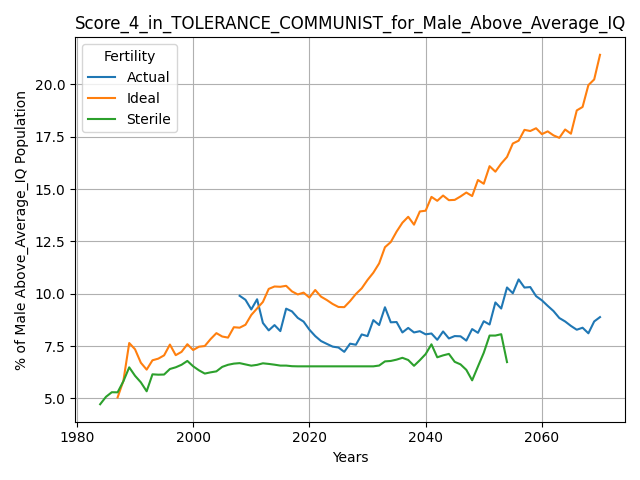 Score_4_in_TOLERANCE_COMMUNIST_for_Male_Above_Average_IQ
Fertility
Actual
Ideal
Sterile
% of Male Above_Average_IQ Population
20.0
17.5
15.0
12.5
10.0
7.5
5.0
1980 2000 2020 2040 2060
Years